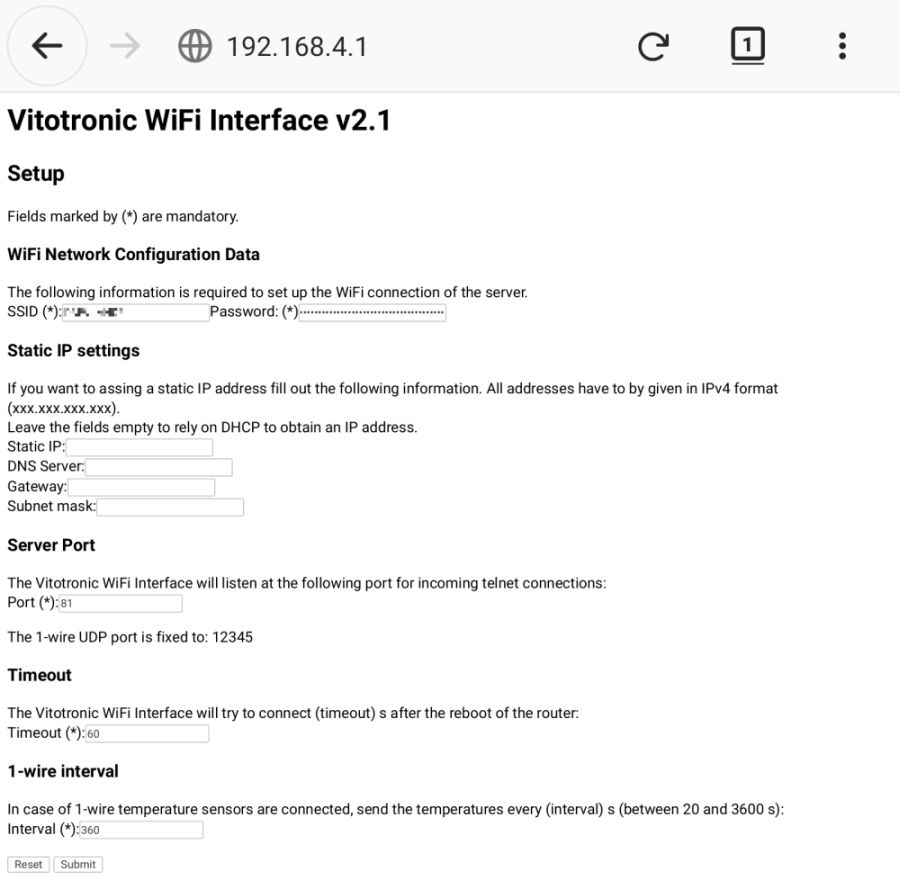 192.168.4.1
1
Vitotronic WiFi Interface v2.1
Setup
Fields marked by (*) are mandatory.
WiFi Network Configuration Data
The following information is required to set up the WiFi connection of the server.
SSID (*): Password: (*)
Static IP settings
If you want to assing a static IP address fill out the following information. All addresses have to by given in IPv4 format
(xxx.xxx.xxx.xxx).
Leave the fields empty to rely on DHCP to obtain an IP address.
Static IP:
DNS Server:
Gateway:
Subnet mask:
Server Port
The Vitotronic WiFi Interface will listen at the following port for incoming telnet connections:
Port (*): 81
The 1-wire UDP port is fixed to: 12345
Timeout
The Vitotronic WiFi Interface will try to connect (timeout) s after the reboot of the router:
Timeout (*): 60
1-wire interval
In case of 1-wire temperature sensors are connected, send the temperatures every (interval) s (between 20 and 3600 s):
Interval (*): 360
Reset Submit